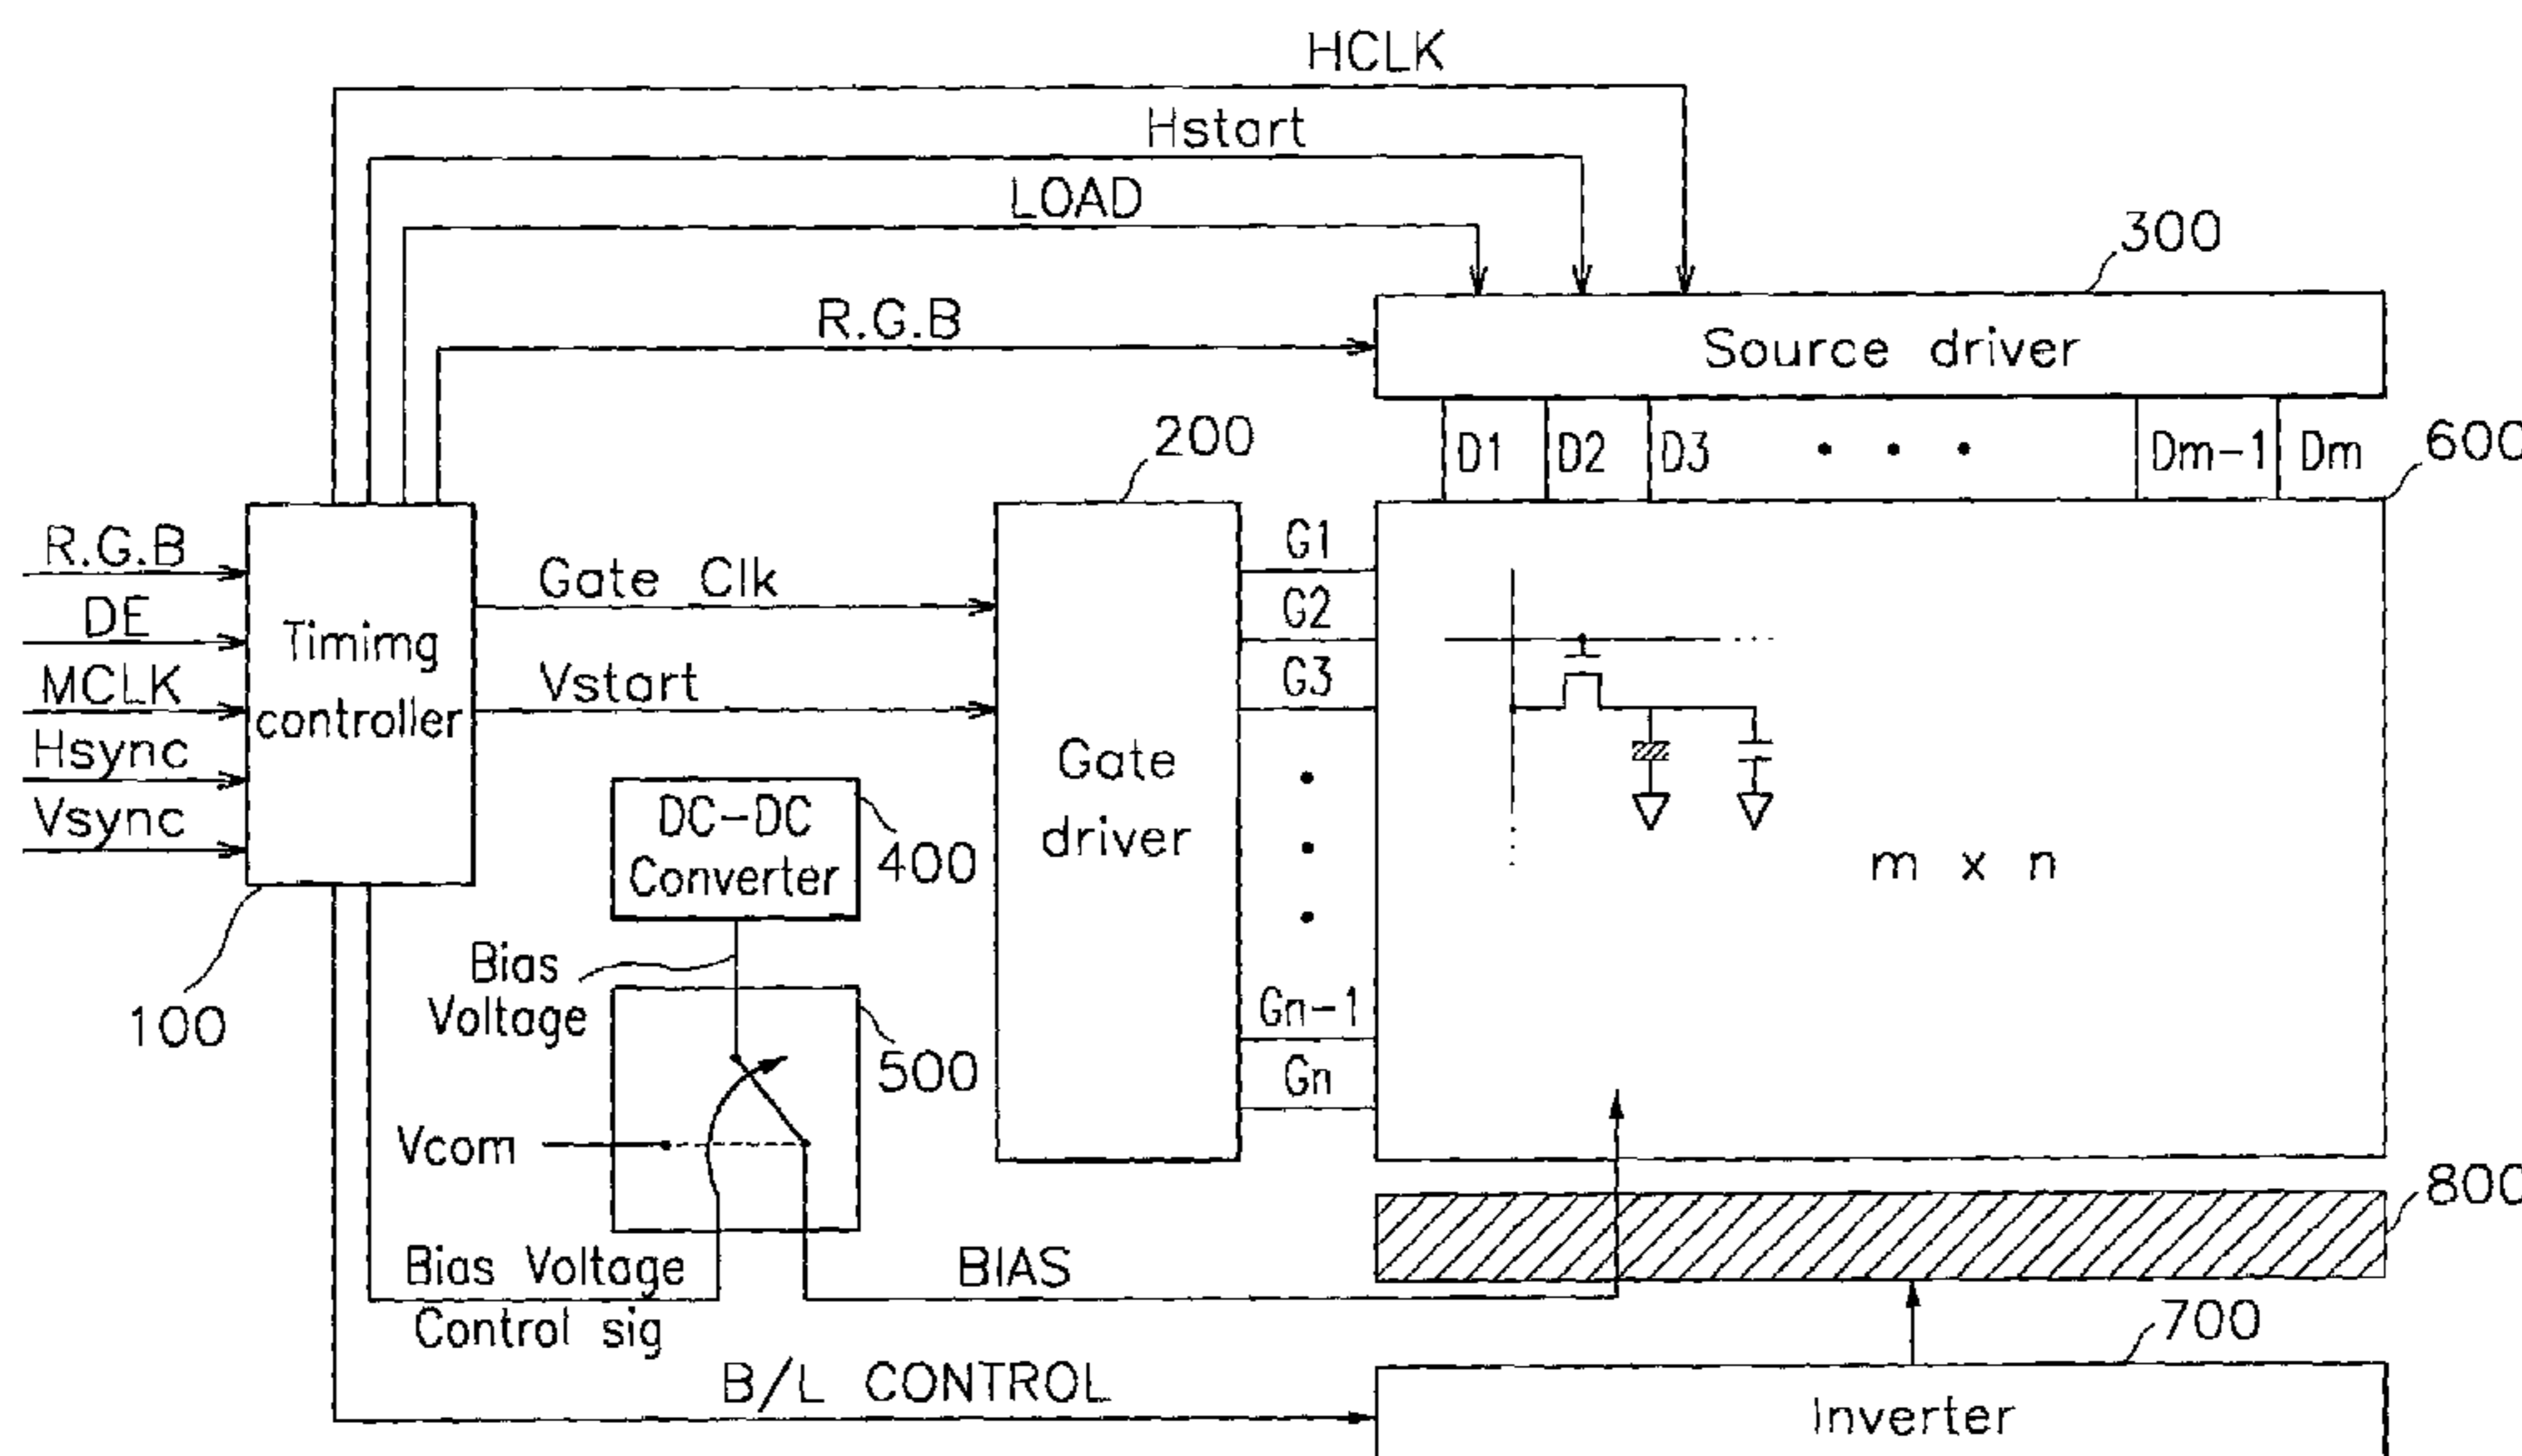 HCLK
Hstart
LOAD
300
R.G.B
Source driver
200
D1 D2 D3 • • • Dm-1 Dm
600
R.G.B
DE
MCLK
Hsync
Vsync
Timimg
controller
100
Gate Clk
Vstart
G1
G2
G3
Gn-1
Gn
Gate
driver
m x n
DC-DC
Converter
400
Bias
Voltage
500
Vcom
800
Bias Voltage
Control sig
BIAS
700
B/L CONTROL
Inverter